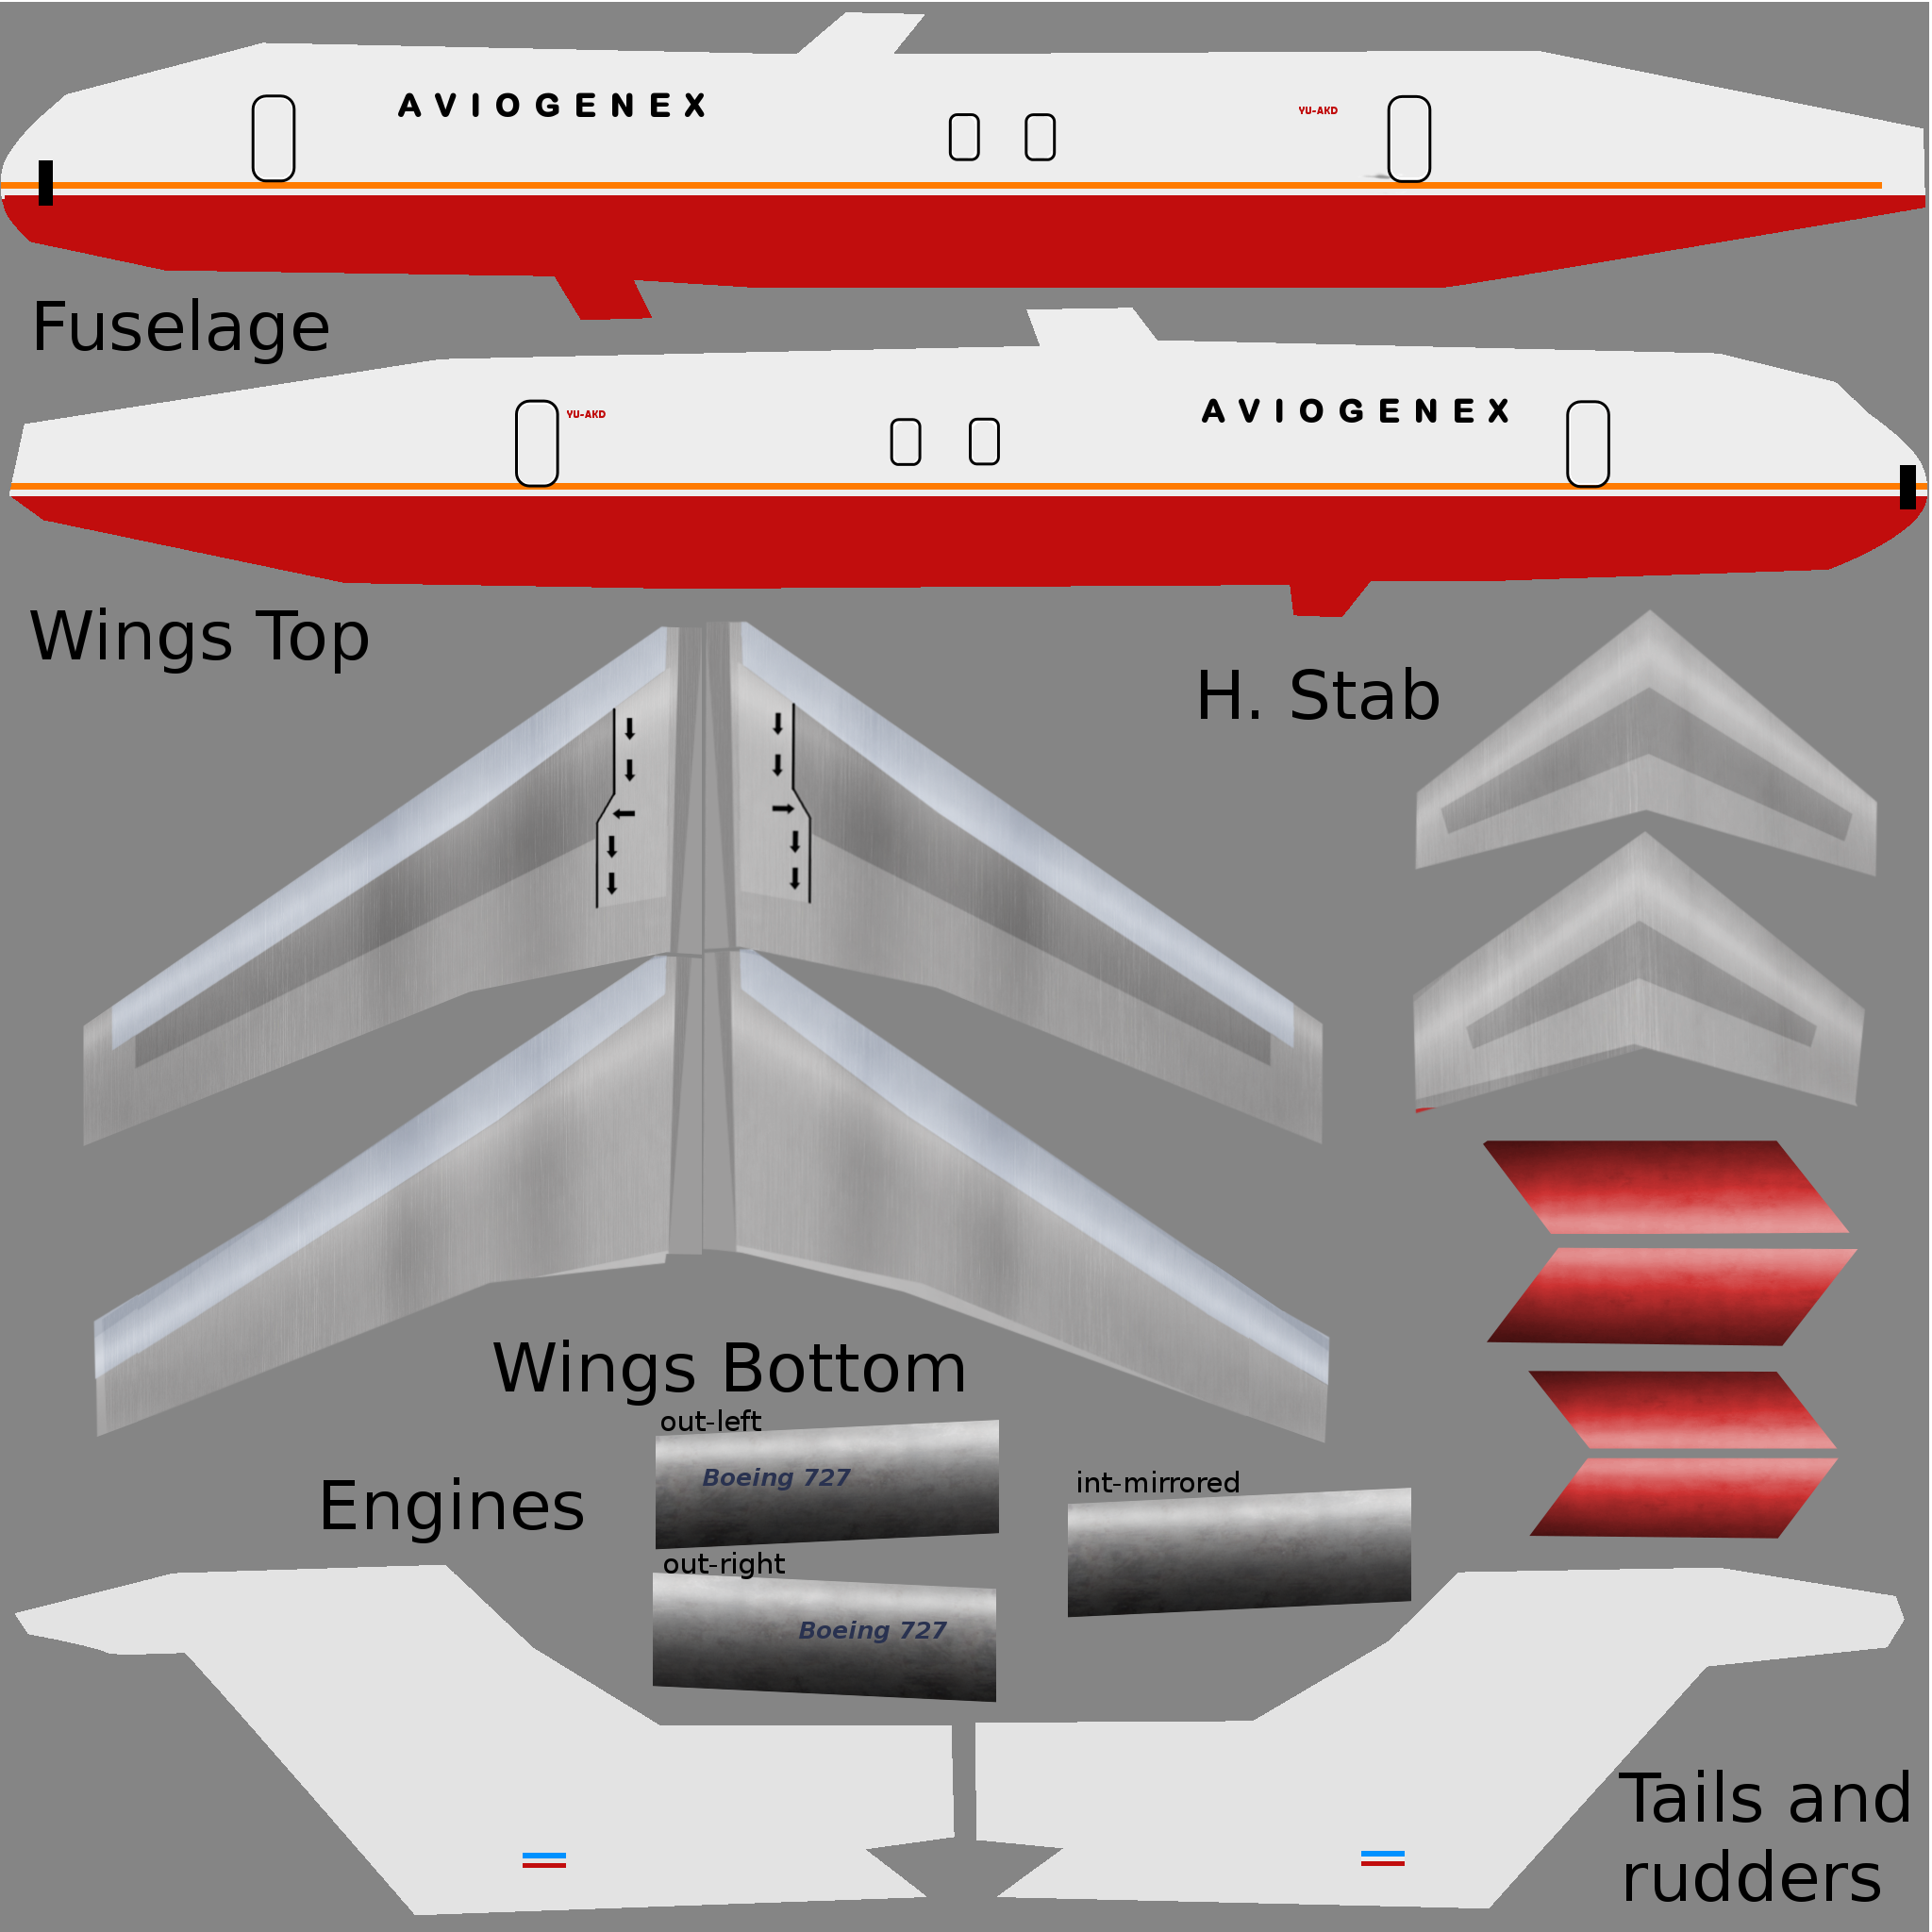 AVIOGENEX
YU-AKD
Fuselage
YU-AKD
AVIOGENEX
Wings Top
H. Stab
Wings Bottom
out-left
Boeing 727
Engines
int-mirrored
out-right
Boeing 727
Tails and
rudders